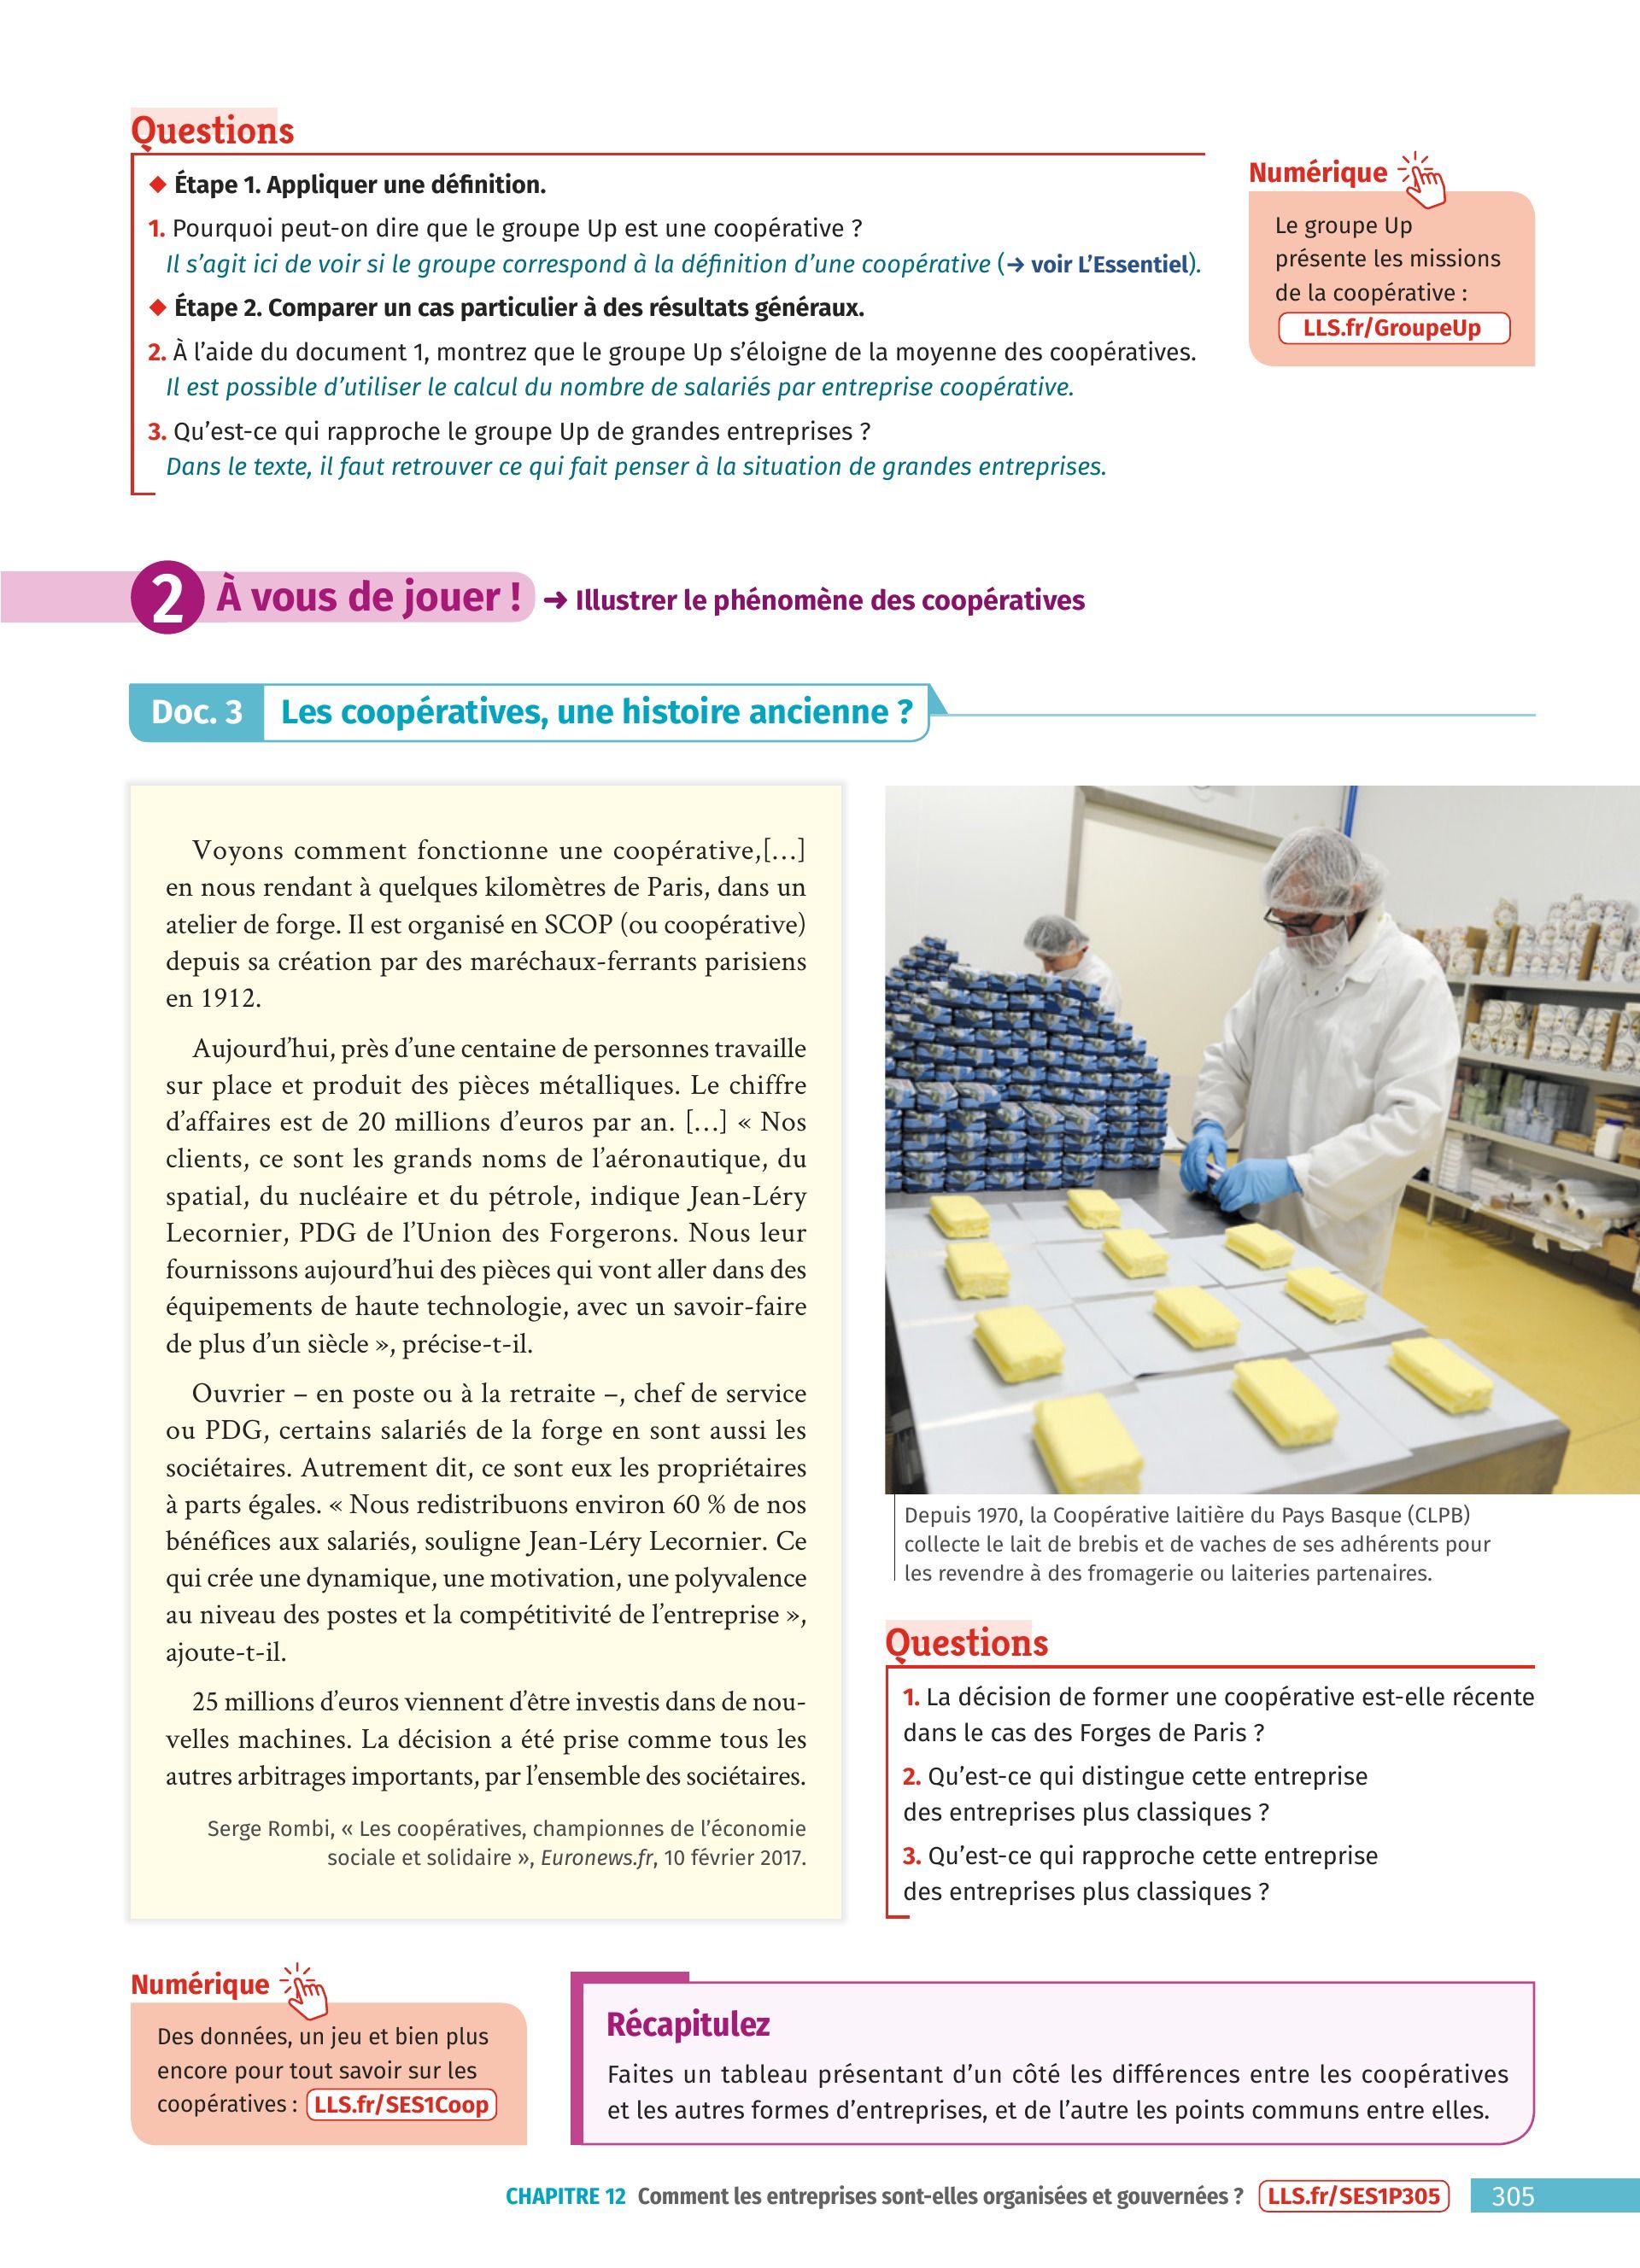 Questions
◆ Étape 1. Appliquer une définition.
1. Pourquoi peut-on dire que le groupe Up est une coopérative ?
Il s’agit ici de voir si le groupe correspond à la définition d’une coopérative (→ voir L’Essentiel).
◆ Étape 2. Comparer un cas particulier à des résultats généraux.
2. À l’aide du document 1, montrez que le groupe Up s’éloigne de la moyenne des coopératives.
Il est possible d’utiliser le calcul du nombre de salariés par entreprise coopérative.
3. Qu’est-ce qui rapproche le groupe Up de grandes entreprises ?
Dans le texte, il faut retrouver ce qui fait penser à la situation de grandes entreprises.
Numérique
Le groupe Up
présente les missions
de la coopérative :
LLS.fr/GroupeUp
2 À vous de jouer ! → Illustrer le phénomène des coopératives
Doc. 3 Les coopératives, une histoire ancienne ?
Voyons comment fonctionne une coopérative,[…]
en nous rendant à quelques kilomètres de Paris, dans un
atelier de forge. Il est organisé en SCOP (ou coopérative)
depuis sa création par des maréchaux-ferrants parisiens
en 1912.
Aujourd’hui, près d’une centaine de personnes travaille
sur place et produit des pièces métalliques. Le chiffre
d’affaires est de 20 millions d’euros par an. […] « Nos
clients, ce sont les grands noms de l’aéronautique, du
spatial, du nucléaire et du pétrole, indique Jean-Léry
Lecornier, PDG de l’Union des Forgerons. Nous leur
fournissons aujourd’hui des pièces qui vont aller dans des
équipements de haute technologie, avec un savoir-faire
de plus d’un siècle », précise-t-il.
Ouvrier – en poste ou à la retraite –, chef de service
ou PDG, certains salariés de la forge en sont aussi les
sociétaires. Autrement dit, ce sont eux les propriétaires
à parts égales. « Nous redistribuons environ 60 % de nos
bénéfices aux salariés, souligne Jean-Léry Lecornier. Ce
qui crée une dynamique, une motivation, une polyvalence
au niveau des postes et la compétitivité de l’entreprise »,
ajoute-t-il.
25 millions d’euros viennent d’être investis dans de nou-
velles machines. La décision a été prise comme tous les
autres arbitrages importants, par l’ensemble des sociétaires.
Serge Rombi, « Les coopératives, championnes de l’économie
sociale et solidaire », Euronews.fr, 10 février 2017.
Depuis 1970, la Coopérative laitière du Pays Basque (CLPB)
collecte le lait de brebis et de vaches de ses adhérents pour
les revendre à des fromagerie ou laiteries partenaires.
Questions
1. La décision de former une coopérative est-elle récente
dans le cas des Forges de Paris ?
2. Qu’est-ce qui distingue cette entreprise
des entreprises plus classiques ?
3. Qu’est-ce qui rapproche cette entreprise
des entreprises plus classiques ?
Numérique
Des données, un jeu et bien plus
encore pour tout savoir sur les
coopératives : LLS.fr/SES1Coop
Récapitulez
Faites un tableau présentant d’un côté les différences entre les coopératives
et les autres formes d’entreprises, et de l’autre les points communs entre elles.
CHAPITRE 12 Comment les entreprises sont-elles organisées et gouvernées ? LLS.fr/SES1P305 305